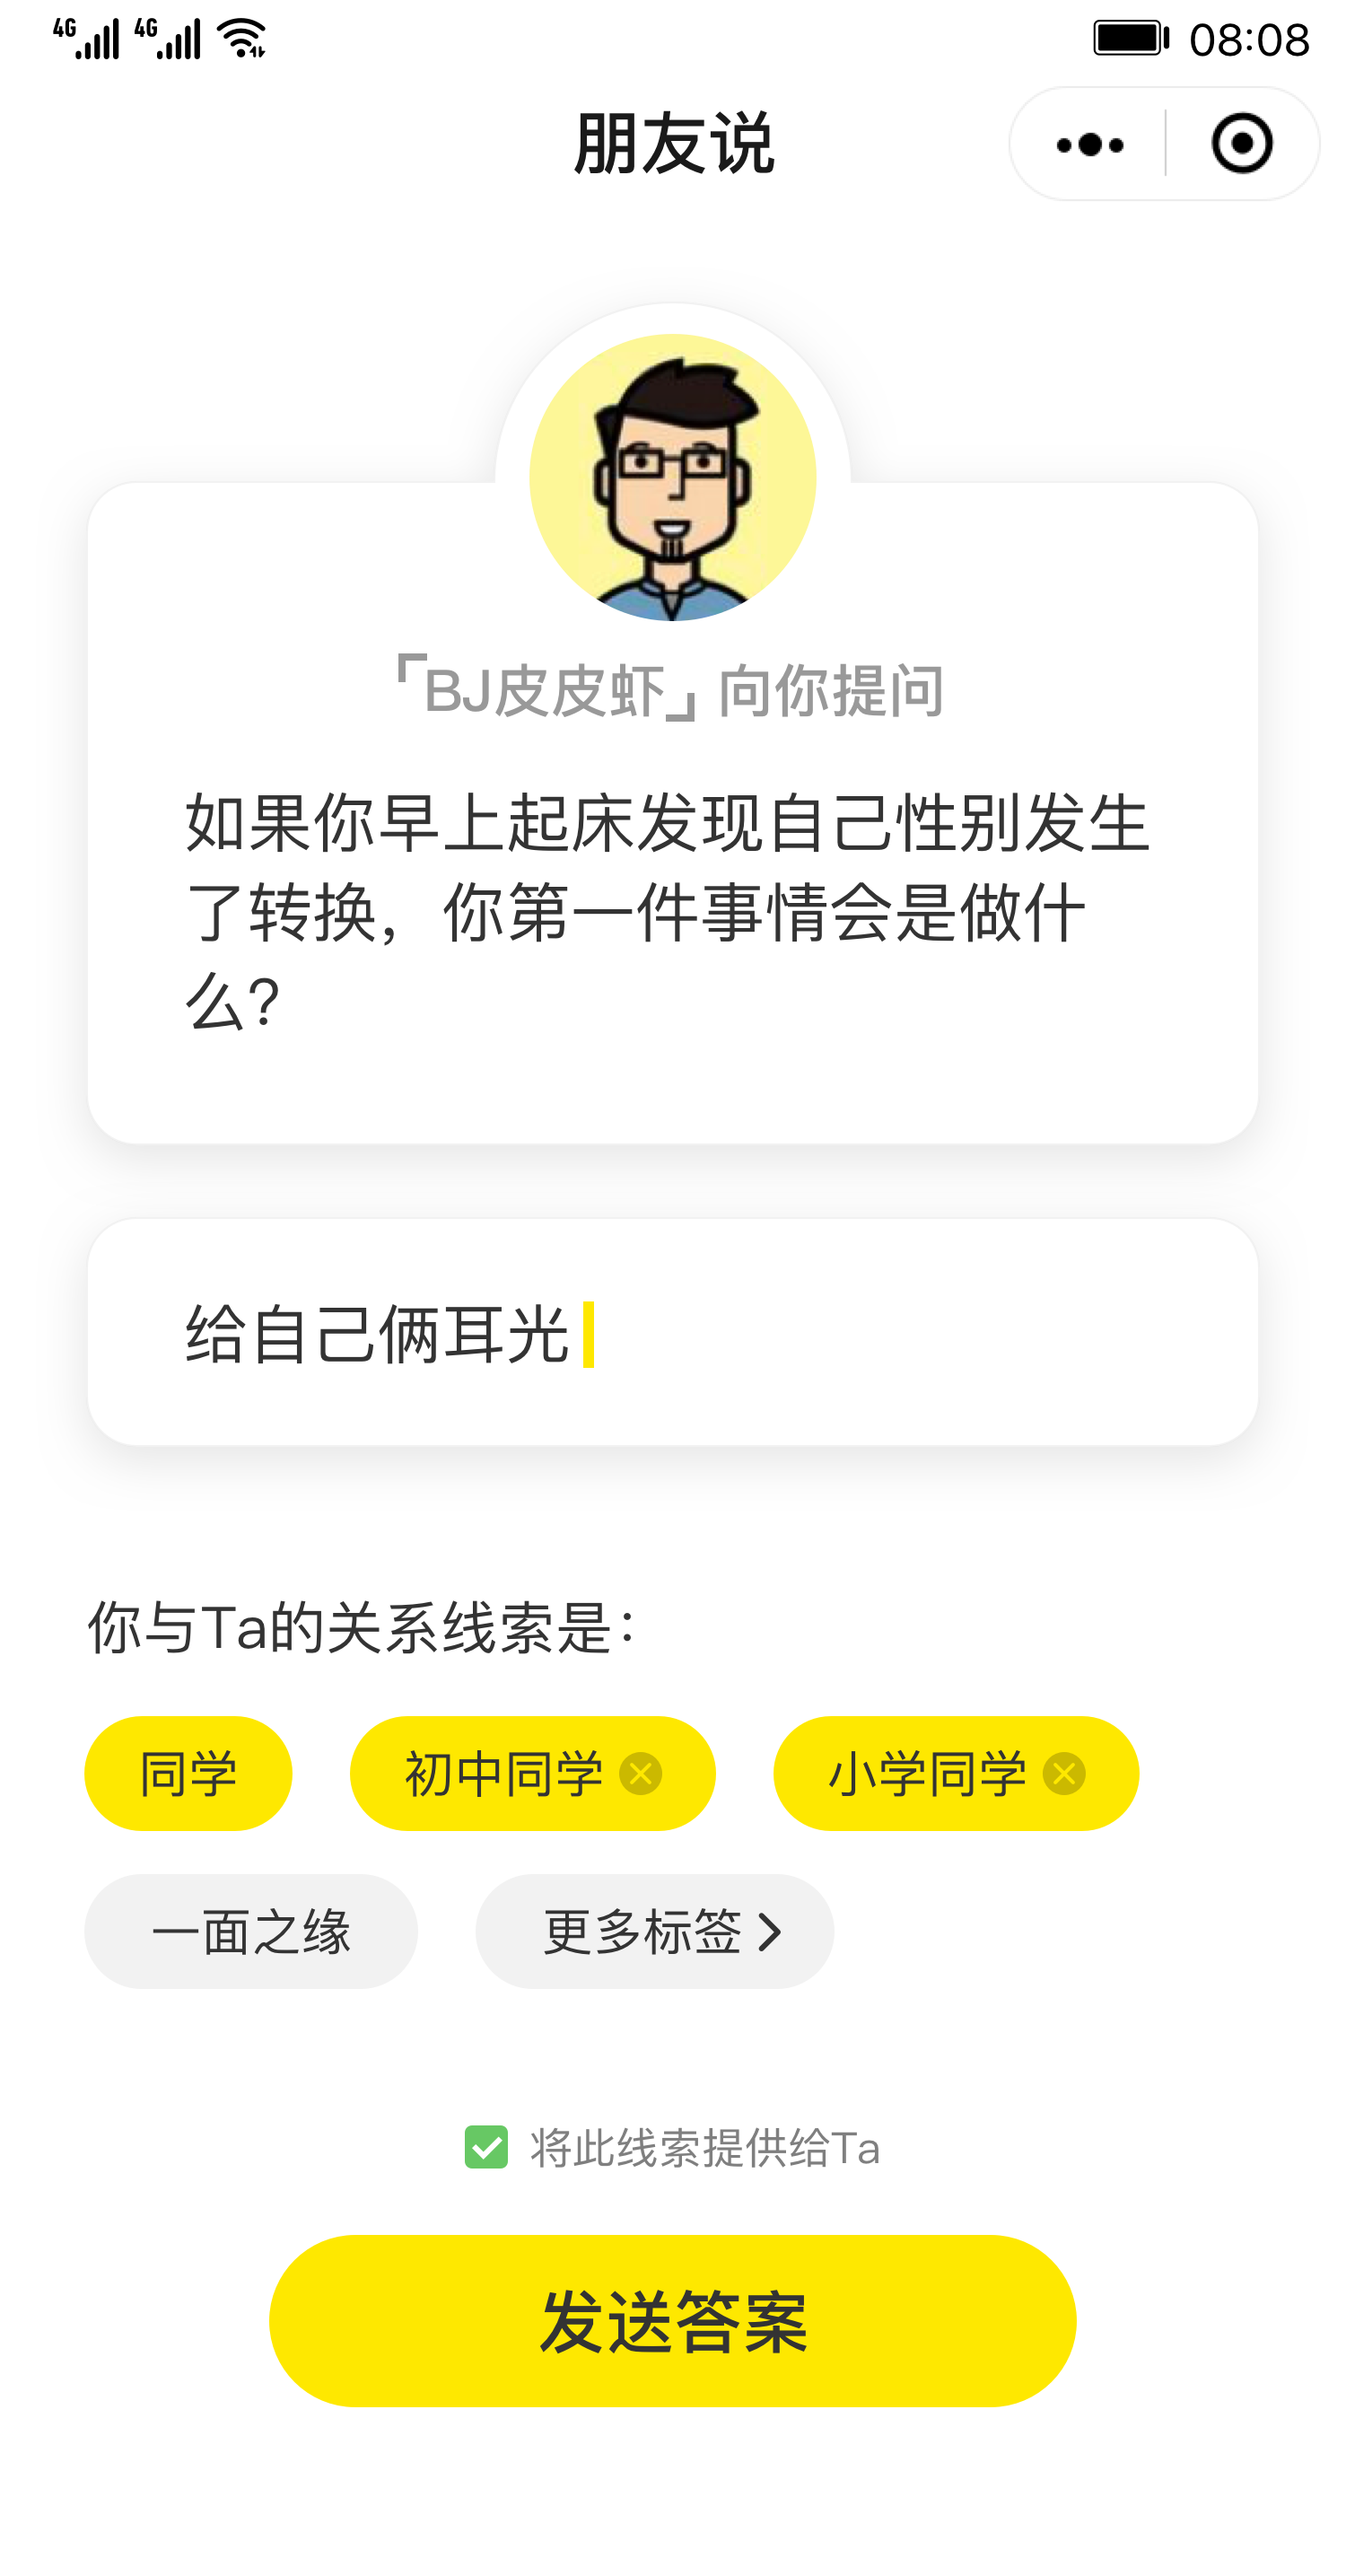 4G 4G 08:08
朋友说
「BJ皮皮虾」向你提问
如果你早上起床发现自己性别发生
了转换，你第一件事情会是做什
么？
给自己俩耳光
你与Ta的关系线索是：
同学 初中同学 小学同学
一面之缘 更多标签
将此线索提供给Ta
发送答案